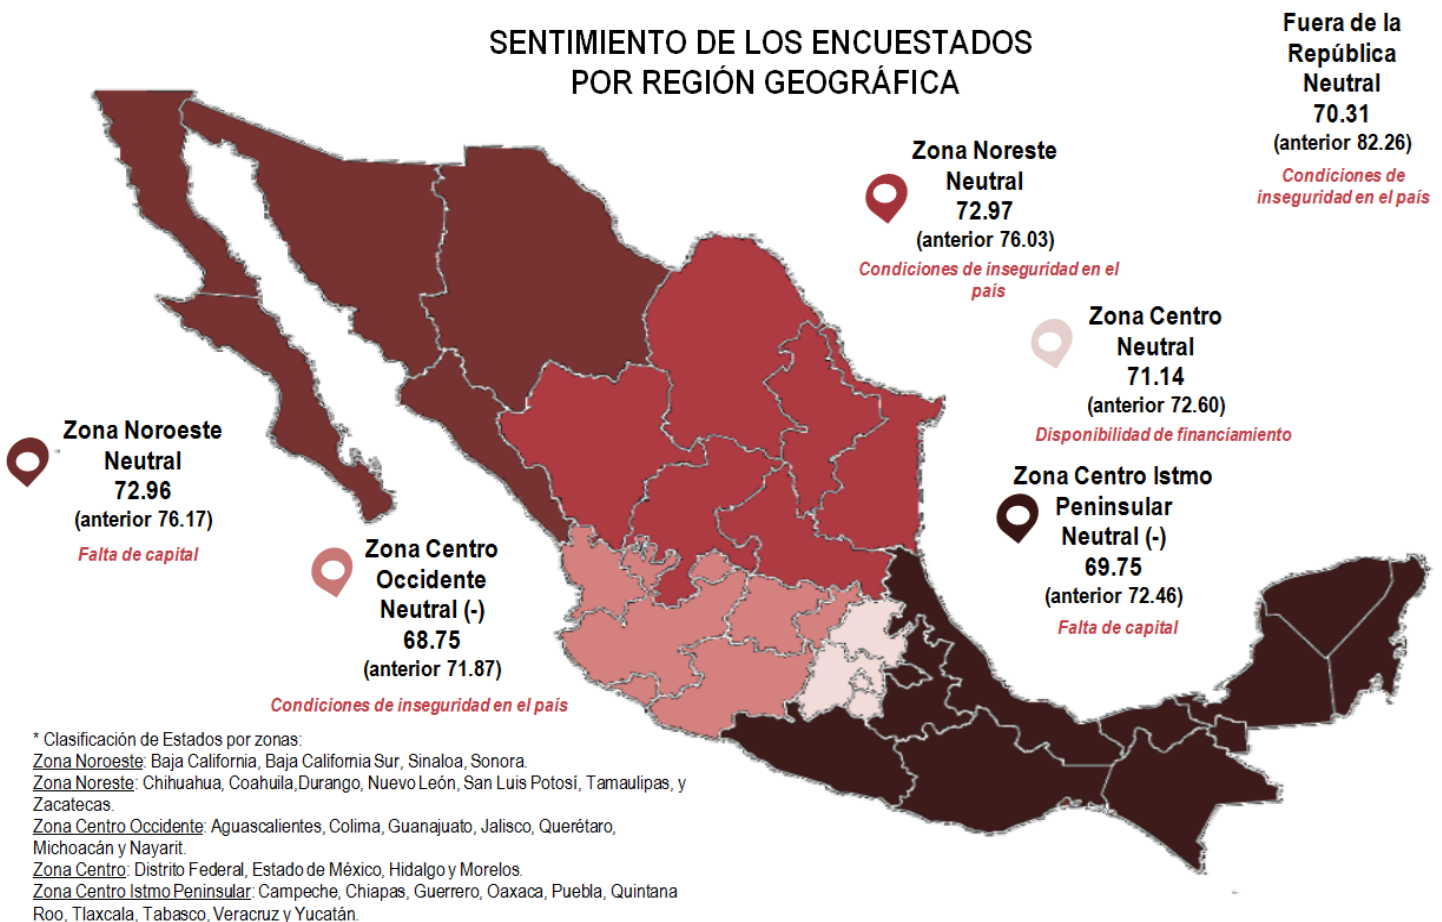 SENTIMIENTO DE LOS ENCUESTADOS
POR REGIÓN GEOGRÁFICA
Fuera de la
República
Neutral
70.31
(anterior 82.26)
Condiciones de
inseguridad en el país
Zona Noreste
Neutral
72.97
(anterior 76.03)
Condiciones de inseguridad en el
país
Zona Centro
Neutral
71.14
(anterior 72.60)
Disponibilidad de financiamiento
Zona Noroeste
Neutral
72.96
(anterior 76.17)
Falta de capital
Zona Centro Istmo
Peninsular
Neutral (-)
69.75
(anterior 72.46)
Falta de capital
Zona Centro
Occidente
Neutral (-)
68.75
(anterior 71.87)
Condiciones de inseguridad en el país
* Clasificación de Estados por zonas:
Zona Noroeste: Baja California, Baja California Sur, Sinaloa, Sonora.
Zona Noreste: Chihuahua, Coahuila,Durango, Nuevo León, San Luis Potosí, Tamaulipas, y
Zacatecas.
Zona Centro Occidente: Aguascalientes, Colima, Guanajuato, Jalisco, Querétaro,
Michoacán y Nayarit.
Zona Centro: Distrito Federal, Estado de México, Hidalgo y Morelos.
Zona Centro Istmo Peninsular: Campeche, Chiapas, Guerrero, Oaxaca, Puebla, Quintana
Roo, Tlaxcala, Tabasco, Veracruz y Yucatán.